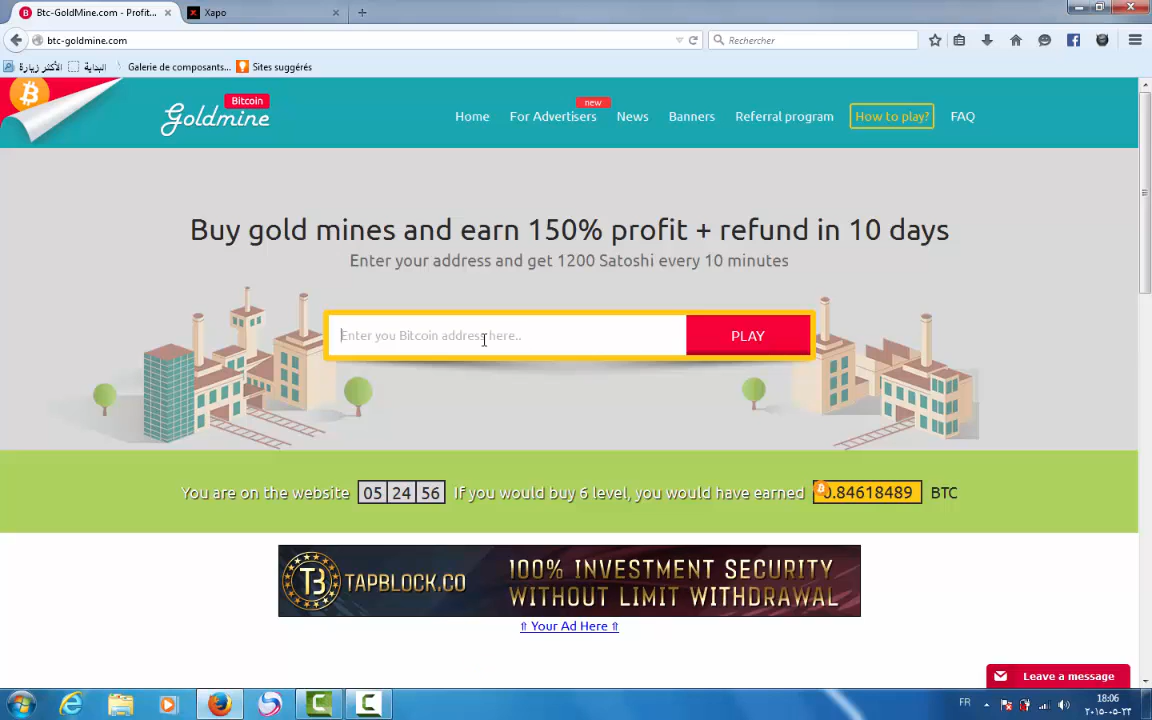 Btc-GoldMine.com - Profit...
Xapo
btc-goldmine.com
Rechercher
الأكثر زيارة
البداية
Galerie de composants...
Sites suggérés
Bitcoin
Goldmine
Home
For Advertisers
new
News
Banners
Referral program
How to play?
FAQ
Buy gold mines and earn 150% profit + refund in 10 days
Enter your address and get 1200 Satoshi every 10 minutes
Enter you Bitcoin address here..
PLAY
You are on the website 05 24 56 If you would buy 6 level, you would have earned 0.84618489 BTC
TB TAPBLOCK.CO
100% INVESTMENT SECURITY
WITHOUT LIMIT WITHDRAWAL
⇑ Your Ad Here ⇑
Leave a message
FR
18:06
٢٠١٥-٠٥-٢٣